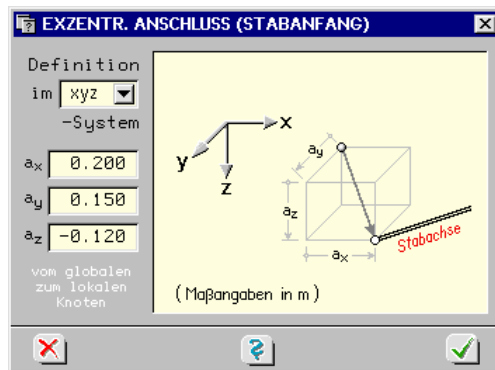 EXZENTR. ANSCHLUSS (STABANFANG)
Definition
im xyz
-System
ax 0.200
ay 0.150
az -0.120
vom globalen
zum lokalen
Knoten
x
y
z
ay
az
ax
Stabachse
(Maßangaben in m)